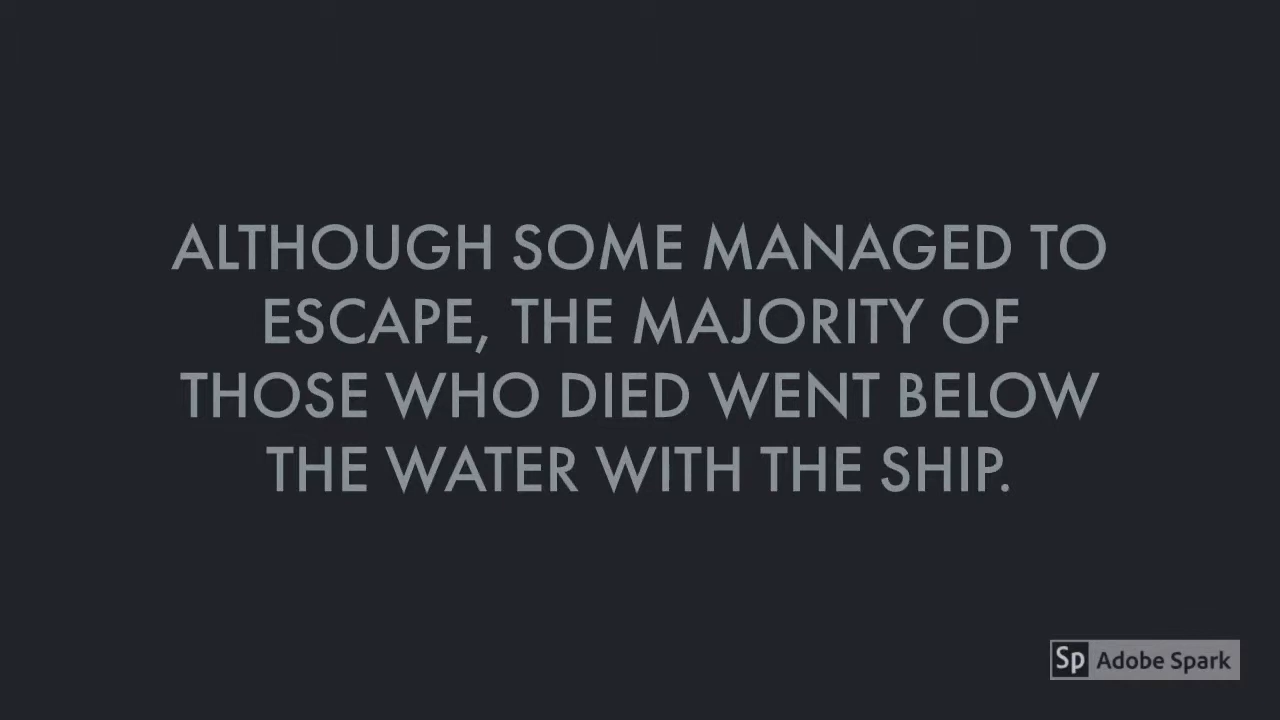 ALTHOUGH SOME MANAGED TO
ESCAPE, THE MAJORITY OF
THOSE WHO DIED WENT BELOW
THE WATER WITH THE SHIP.
Sp Adobe Spark